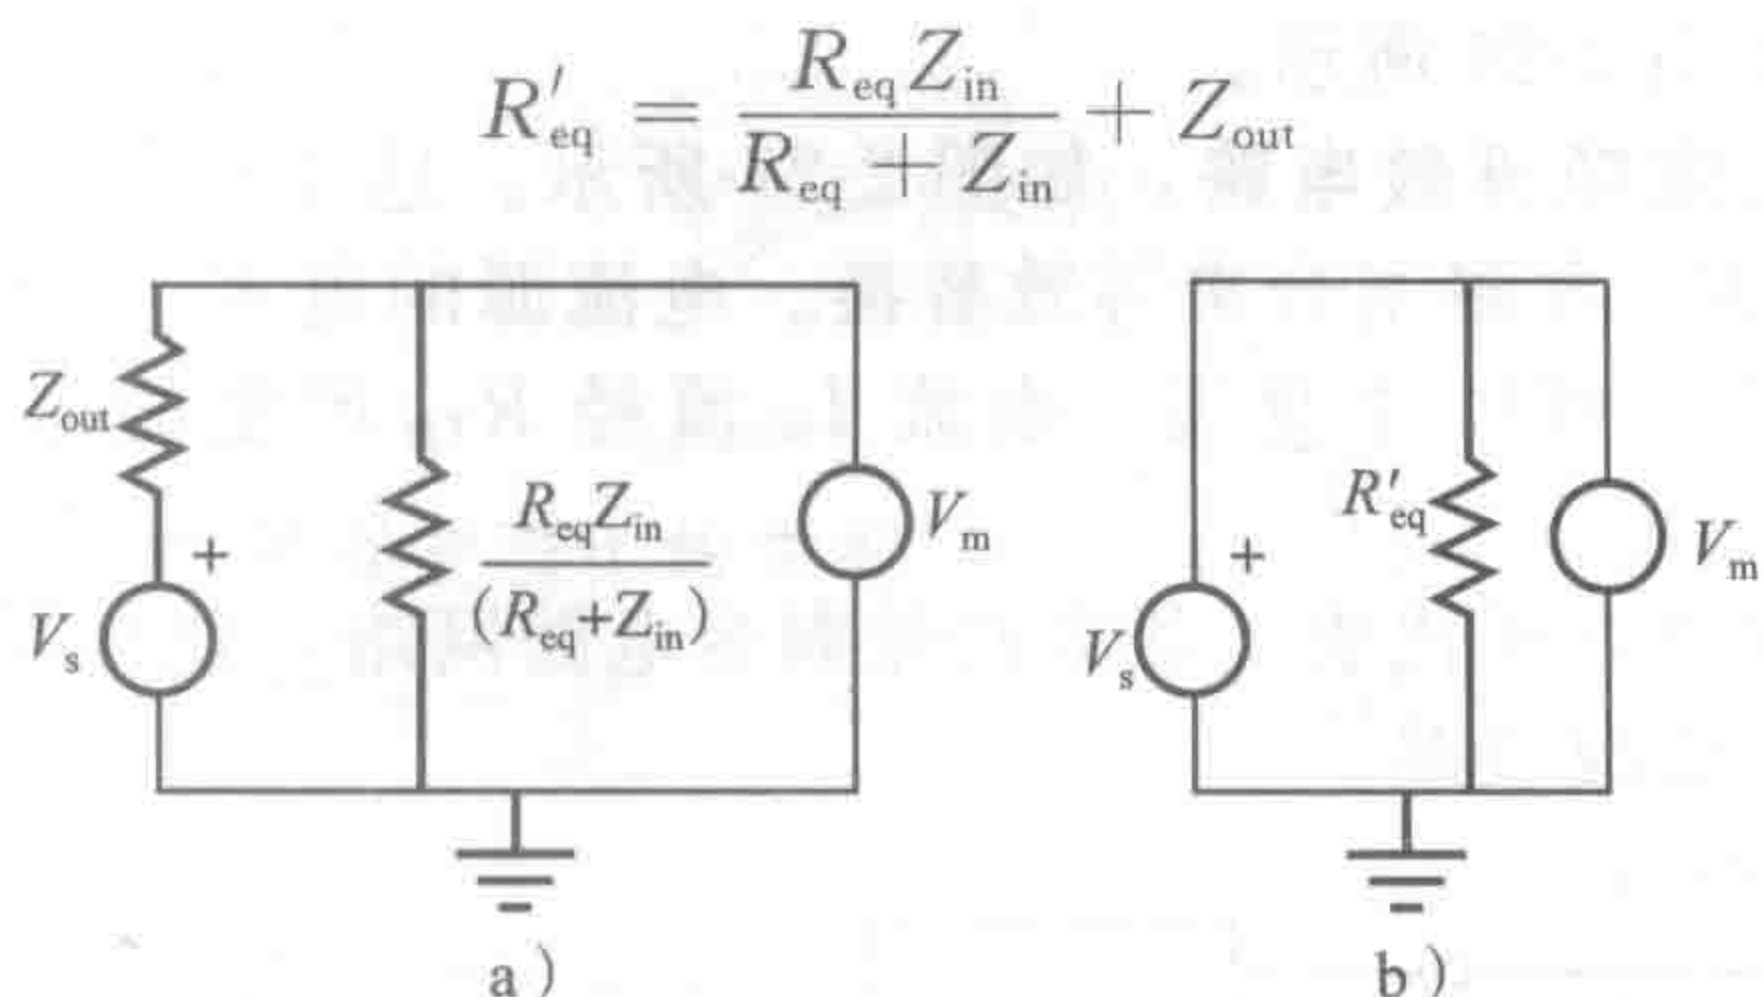 R′eq = ReqZin / (Req + Zin) + Zout
Zout
ReqZin
(Req+Zin)
Vm
+
Vs
a)
R′eq
Vm
+
Vs
b)